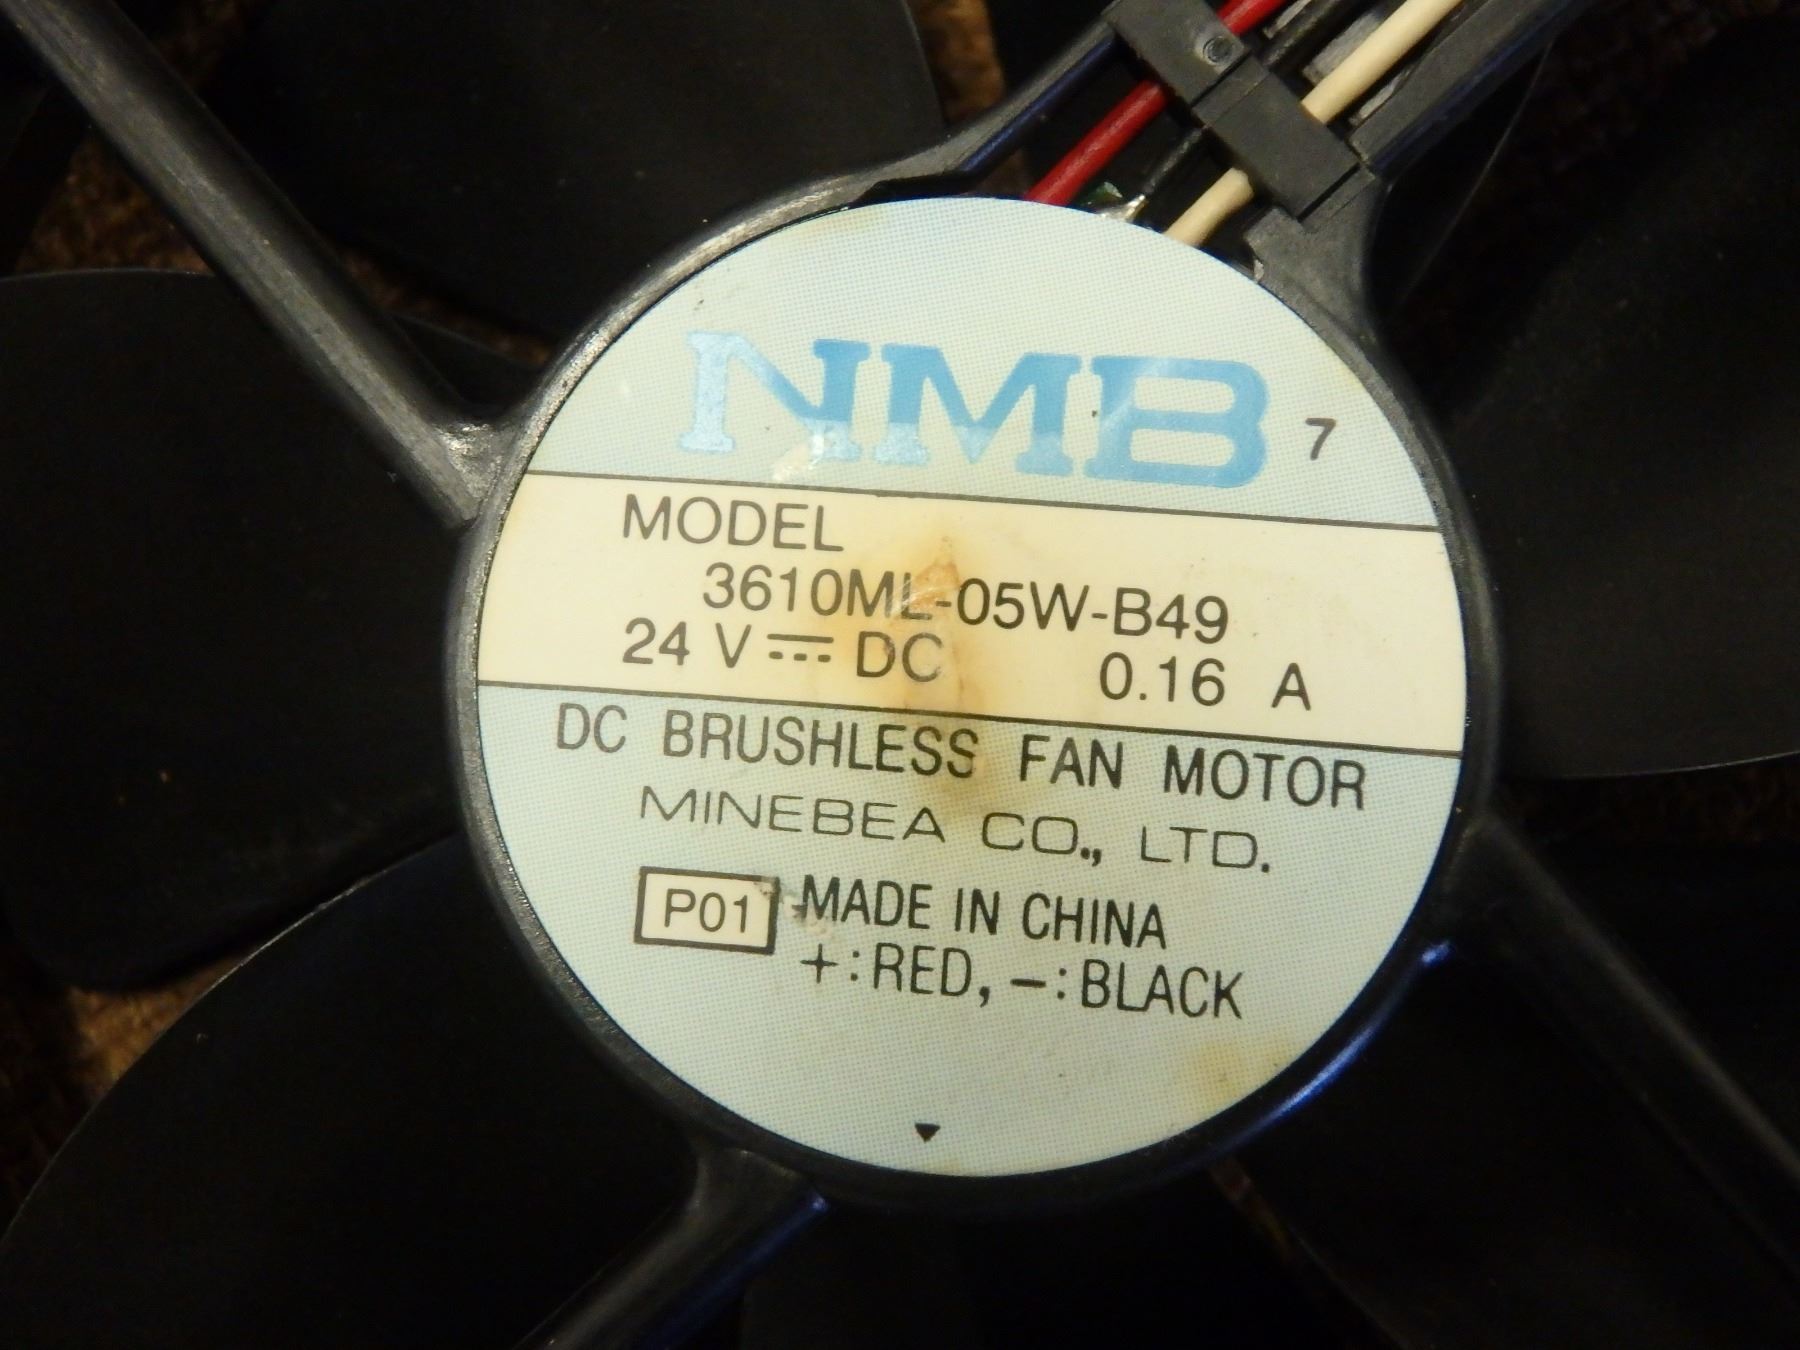 NMB 7
MODEL
3610ML-05W-B49
24 V ⎓ DC 0.16 A
DC BRUSHLESS FAN MOTOR
MINEBEA CO., LTD.
P01 MADE IN CHINA
+:RED, -:BLACK